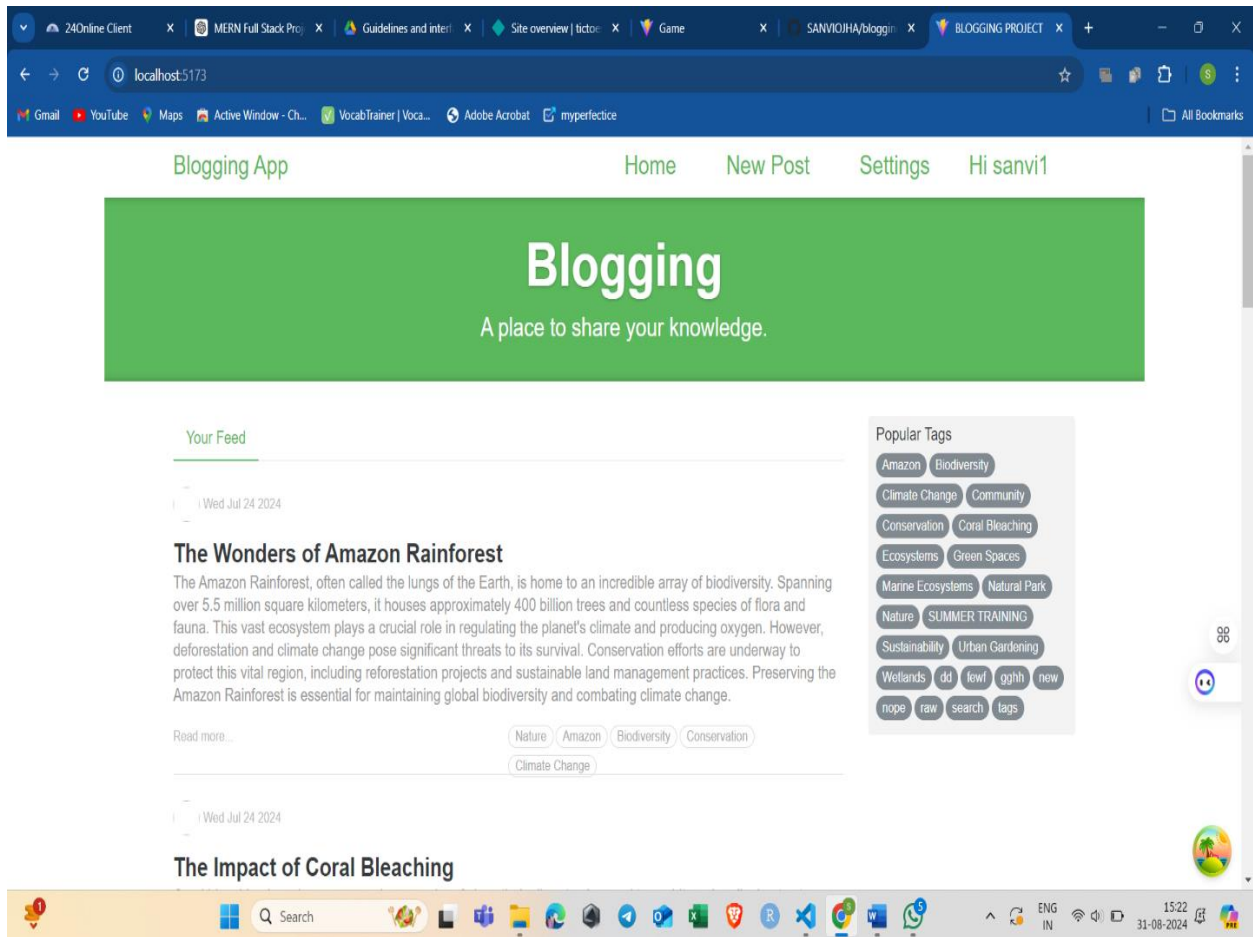 24Online Client
MERN Full Stack Proj
Guidelines and interf
Site overview | tictoe
Game
SANVIOJHA/bloggin
BLOGGING PROJECT
localhost:5173
Gmail
YouTube
Maps
Active Window - Ch...
VocabTrainer | Voca...
Adobe Acrobat
myperfectice
All Bookmarks
Blogging App
Home
New Post
Settings
Hi sanvi1
Blogging
A place to share your knowledge.
Your Feed
Wed Jul 24 2024
The Wonders of Amazon Rainforest
The Amazon Rainforest, often called the lungs of the Earth, is home to an incredible array of biodiversity. Spanning
over 5.5 million square kilometers, it houses approximately 400 billion trees and countless species of flora and
fauna. This vast ecosystem plays a crucial role in regulating the planet's climate and producing oxygen. However,
deforestation and climate change pose significant threats to its survival. Conservation efforts are underway to
protect this vital region, including reforestation projects and sustainable land management practices. Preserving the
Amazon Rainforest is essential for maintaining global biodiversity and combating climate change.
Read more...
Nature Amazon Biodiversity Conservation
Climate Change
Wed Jul 24 2024
The Impact of Coral Bleaching
Popular Tags
Amazon Biodiversity
Climate Change Community
Conservation Coral Bleaching
Ecosystems Green Spaces
Marine Ecosystems Natural Park
Nature SUMMER TRAINING
Sustainability Urban Gardening
Wetlands dd fewf gghh new
nope raw search tags
Search
ENG
IN
15:22
31-08-2024